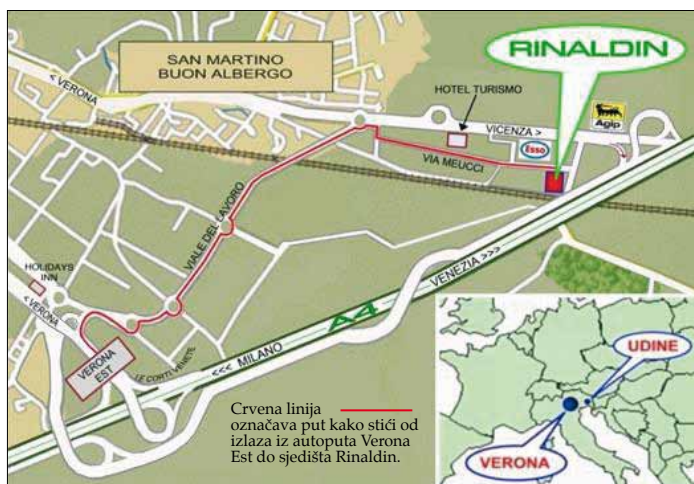 RINALDIN
SAN MARTINO
BUON ALBERGO
< VERONA
HOTEL TURISMO
VICENZA >
Agip
Esso
VIA MEUCCI
VIALE DEL LAVORO
HOLIDAYS
INN
< VERONA
VENEZIA >>>
A4
<<< MILANO
VERONA
EST
LE CORTI VENETE
Crvena linija
označava put kako stići od
izlaza iz autoputa Verona
Est do sjedišta Rinaldin.
UDINE
VERONA